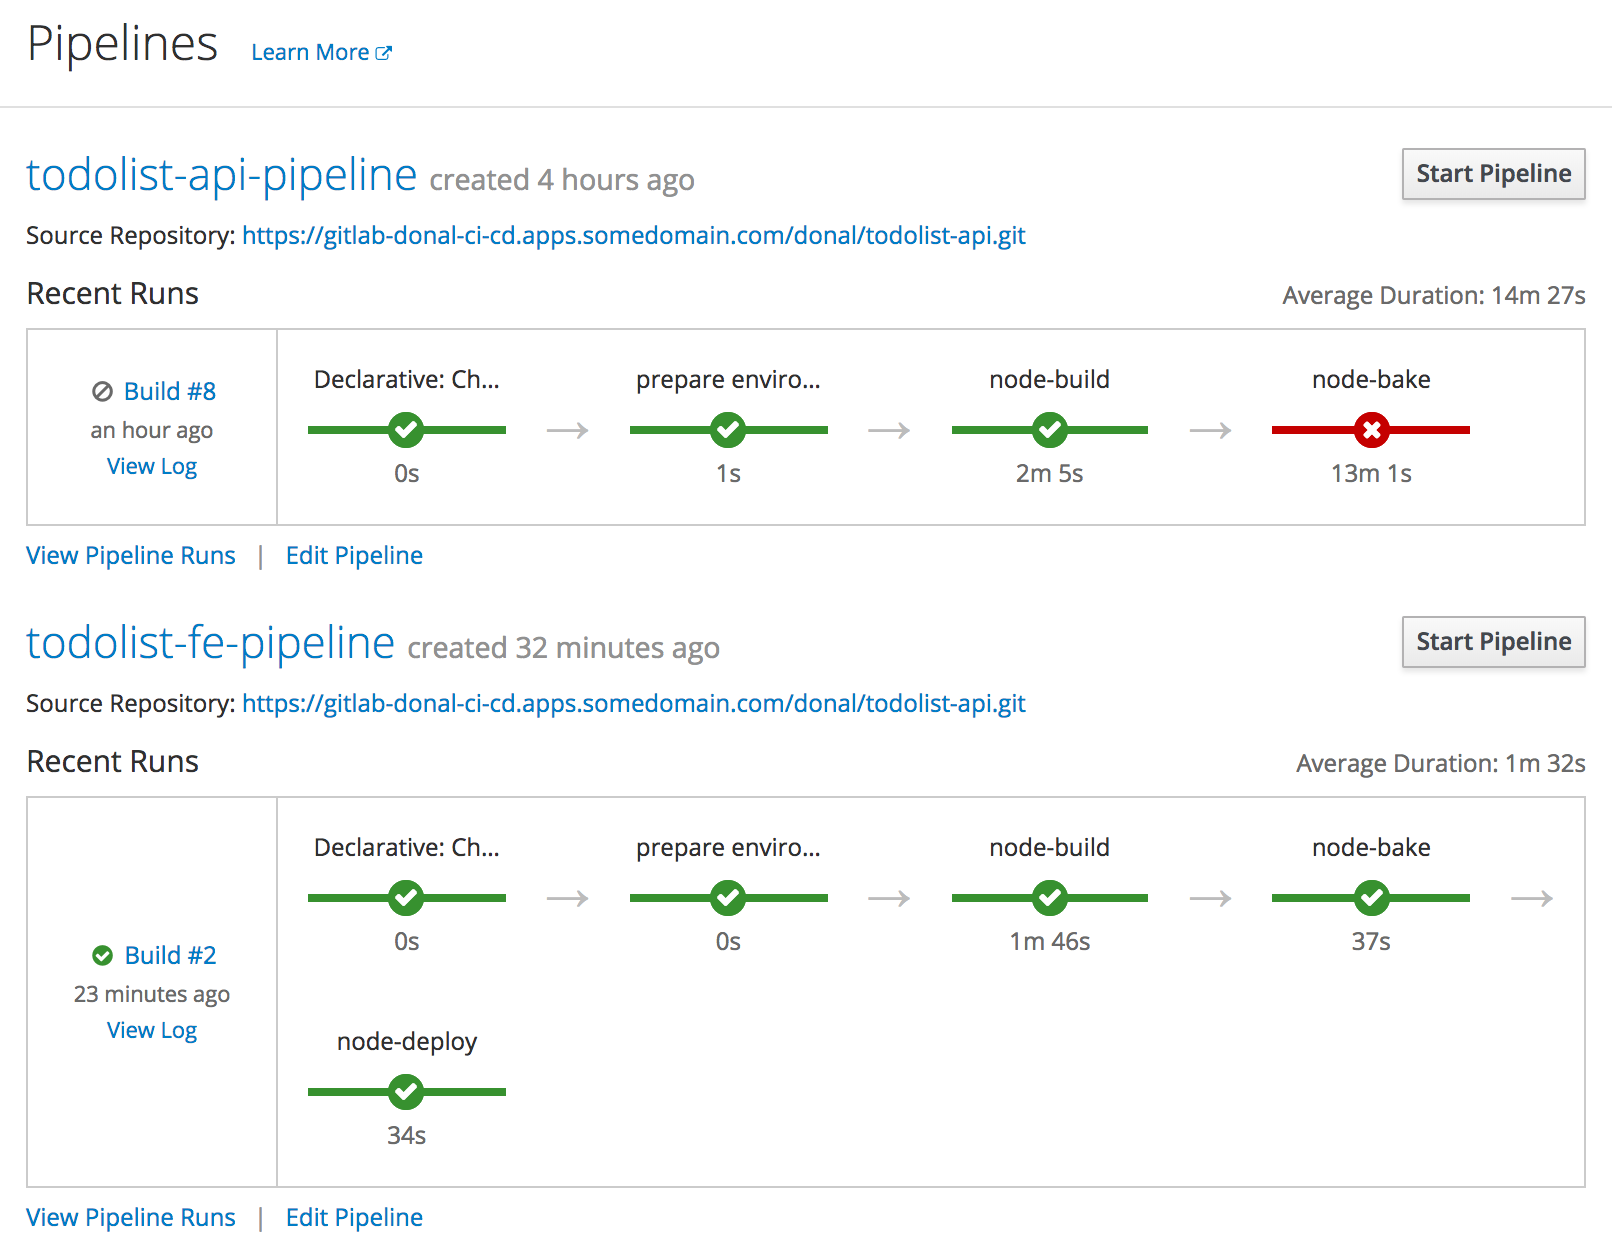 Pipelines Learn More
todolist-api-pipeline created 4 hours ago Start Pipeline
Source Repository: https://gitlab-donal-ci-cd.apps.somedomain.com/donal/todolist-api.git
Recent Runs Average Duration: 14m 27s
Build #8
an hour ago
View Log
Declarative: Ch... prepare enviro... node-build node-bake
0s 1s 2m 5s 13m 1s
View Pipeline Runs | Edit Pipeline
todolist-fe-pipeline created 32 minutes ago Start Pipeline
Source Repository: https://gitlab-donal-ci-cd.apps.somedomain.com/donal/todolist-api.git
Recent Runs Average Duration: 1m 32s
Build #2
23 minutes ago
View Log
Declarative: Ch... prepare enviro... node-build node-bake
0s 0s 1m 46s 37s
node-deploy
34s
View Pipeline Runs | Edit Pipeline